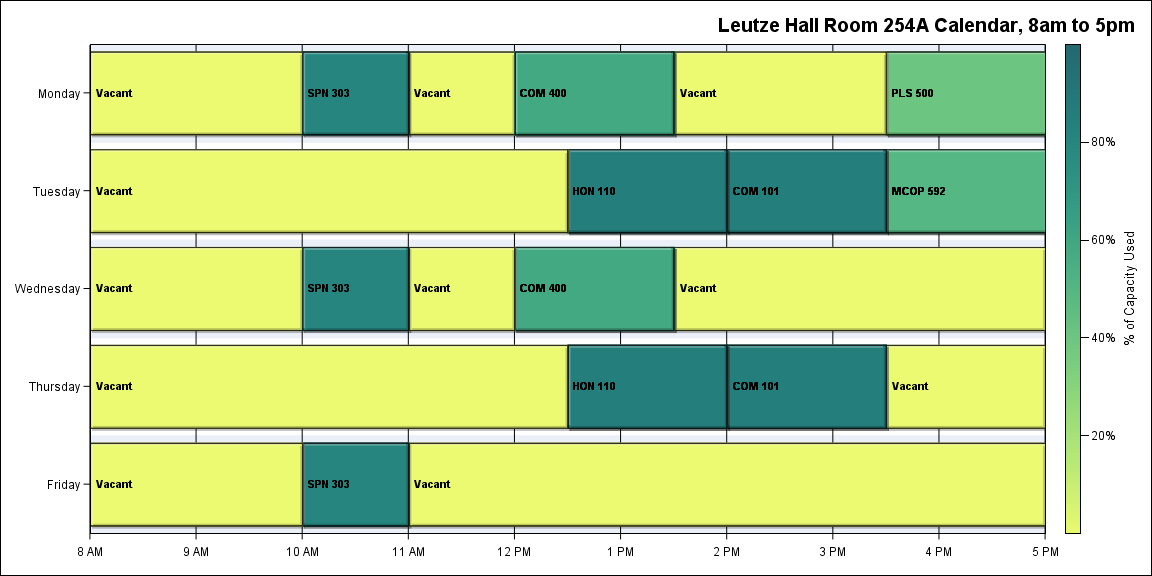 Leutze Hall Room 254A Calendar, 8am to 5pm
Monday
Vacant
SPN 303
Vacant
COM 400
Vacant
PLS 500
Tuesday
Vacant
HON 110
COM 101
MCOP 592
Wednesday
Vacant
SPN 303
Vacant
COM 400
Vacant
Thursday
Vacant
HON 110
COM 101
Vacant
Friday
Vacant
SPN 303
Vacant
8 AM
9 AM
10 AM
11 AM
12 PM
1 PM
2 PM
3 PM
4 PM
5 PM
80%
60%
40%
20%
% of Capacity Used